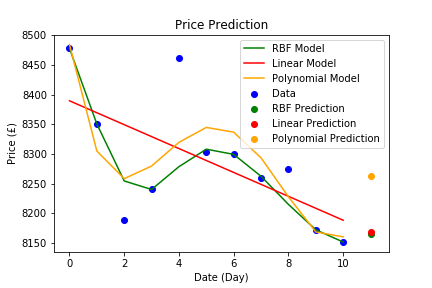 Price Prediction
8500
8450
8400
8350
8300
8250
8200
8150
Price (£)
RBF Model
Linear Model
Polynomial Model
Data
RBF Prediction
Linear Prediction
Polynomial Prediction
0 2 4 6 8 10
Date (Day)